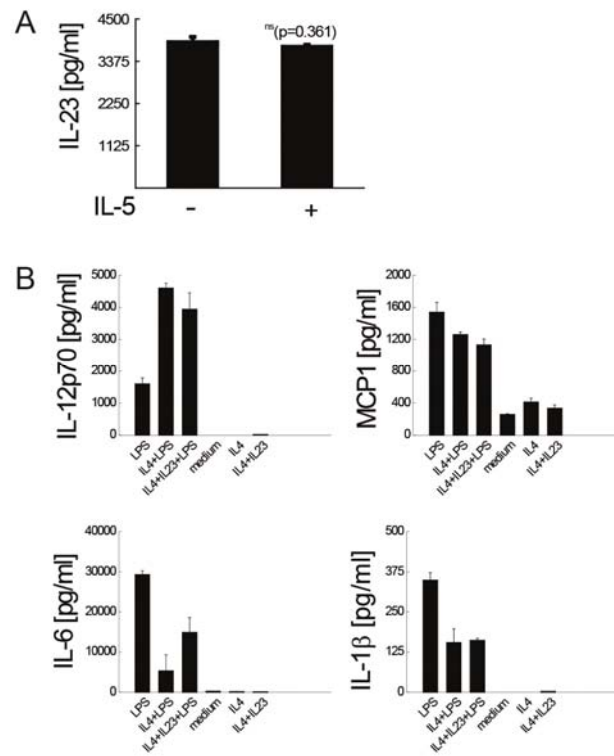 A
IL-23 [pg/ml]
4500
3375
2250
1125
ns(p=0.361)
IL-5
- +
B
IL-12p70 [pg/ml]
5000
4000
3000
2000
1000
0
LPS
IL4+LPS
IL4+IL23+LPS
medium
IL4
IL4+IL23
MCP1 [pg/ml]
2000
1600
1200
800
400
0
LPS
IL4+LPS
IL4+IL23+LPS
medium
IL4
IL4+IL23
IL-6 [pg/ml]
40000
30000
20000
10000
0
LPS
IL4+LPS
IL4+IL23+LPS
medium
IL4
IL4+IL23
IL-1β [pg/ml]
500
375
250
125
0
LPS
IL4+LPS
IL4+IL23+LPS
medium
IL4
IL4+IL23